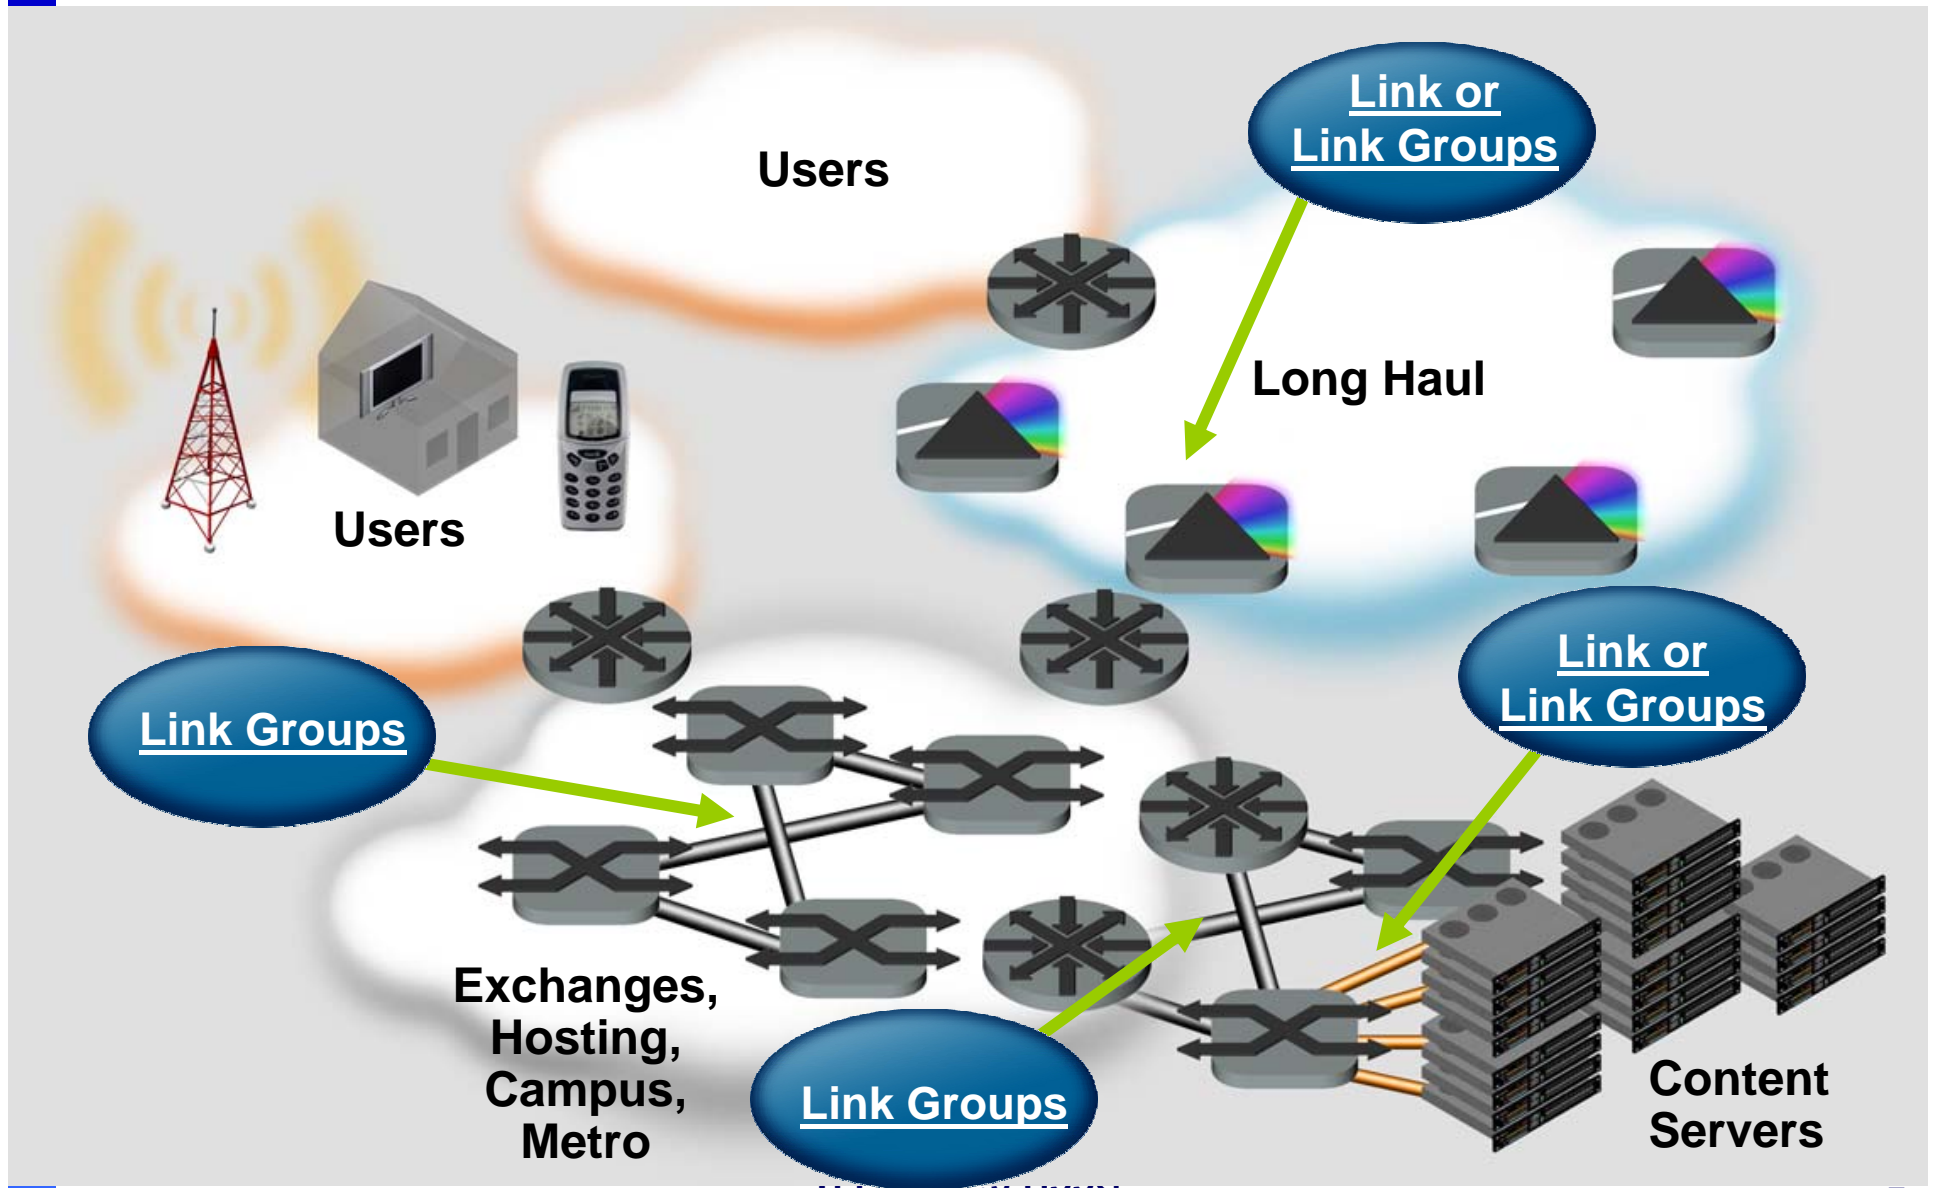 Link or
Link Groups
Users
Long Haul
Users
Link or
Link Groups
Link Groups
Exchanges,
Hosting,
Campus,
Metro
Link Groups
Content
Servers